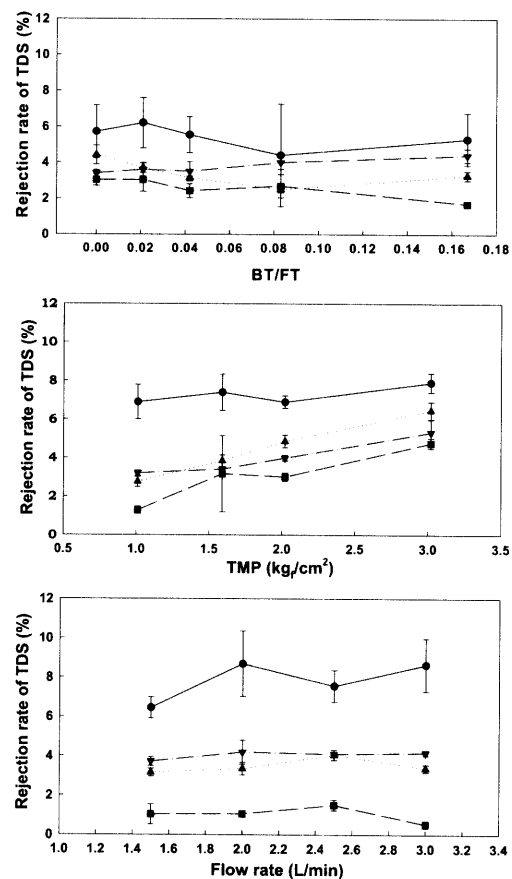 Rejection rate of TDS (%)
12
10
8
6
4
2
0
0.00 0.02 0.04 0.06 0.08 0.10 0.12 0.14 0.16 0.18
BT/FT
Rejection rate of TDS (%)
12
10
8
6
4
2
0
0.5 1.0 1.5 2.0 2.5 3.0 3.5
TMP (kgf/cm²)
Rejection rate of TDS (%)
12
10
8
6
4
2
0
1.0 1.2 1.4 1.6 1.8 2.0 2.2 2.4 2.6 2.8 3.0 3.2 3.4
Flow rate (L/min)